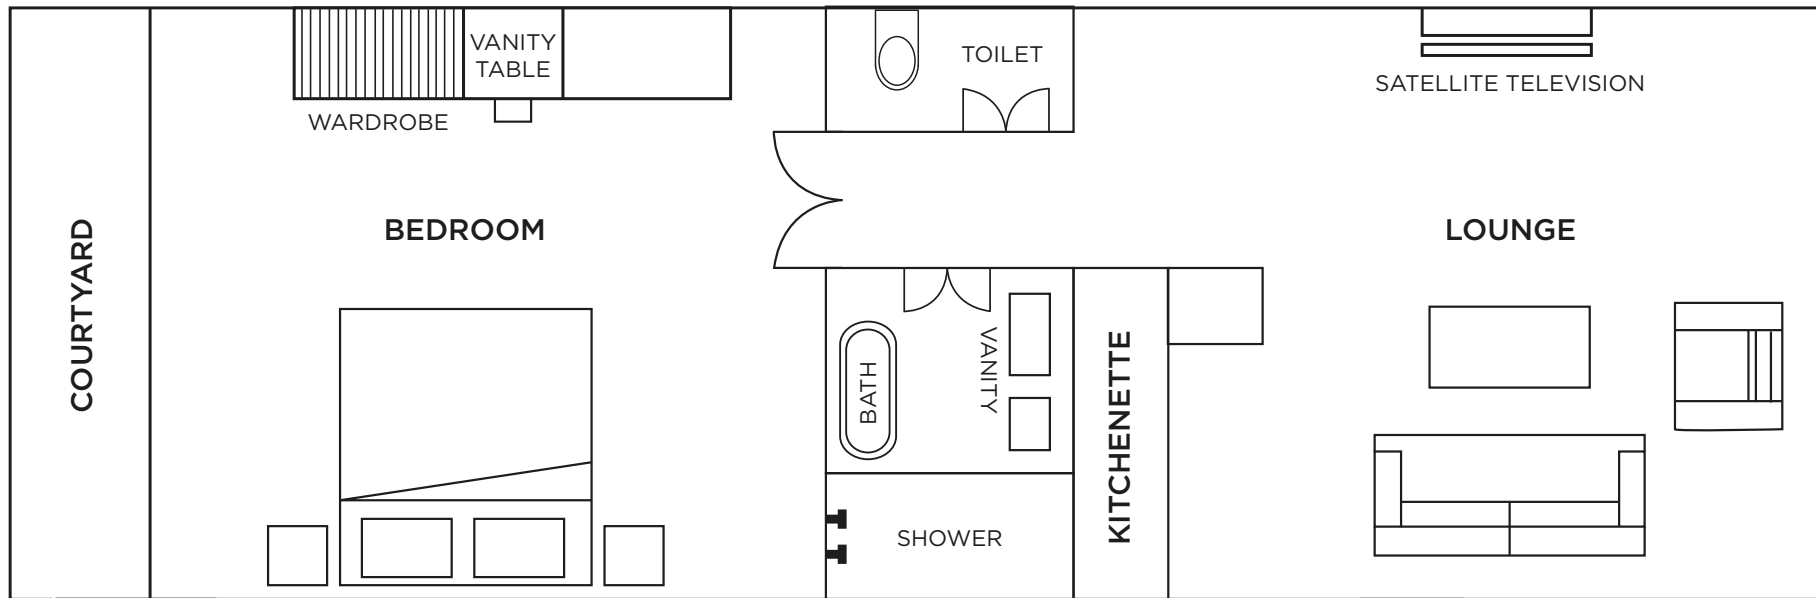 COURTYARD
WARDROBE
VANITY
TABLE
BEDROOM
TOILET
BATH
VANITY
SHOWER
KITCHENETTE
SATELLITE TELEVISION
LOUNGE